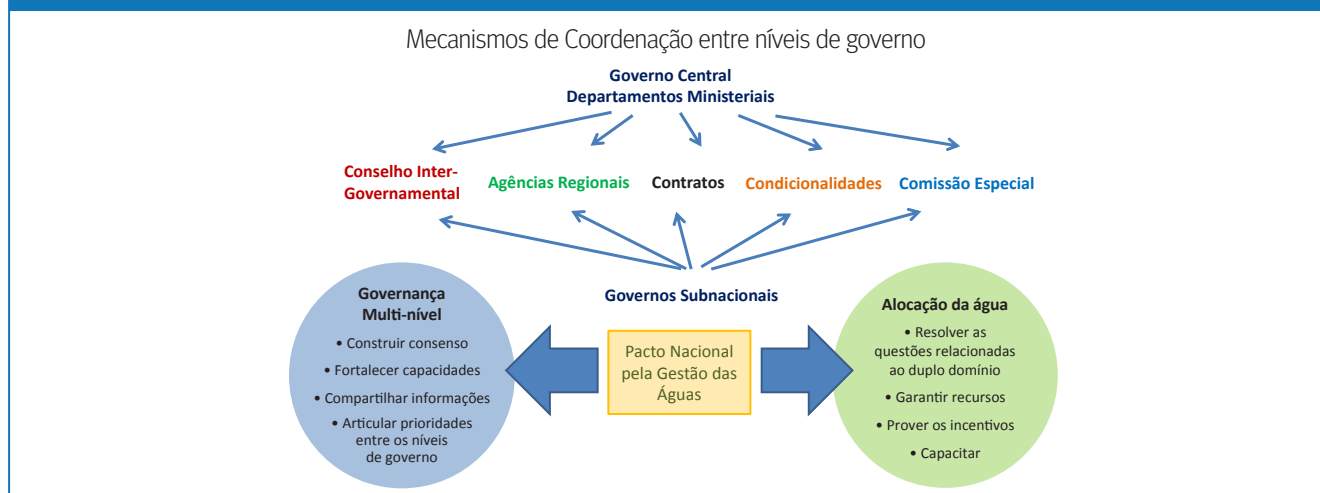 Mecanismos de Coordenação entre níveis de governo
Governo Central
Departamentos Ministeriais
Conselho Inter-
Governamental
Agências Regionais
Contratos
Condicionalidades
Comissão Especial
Governos Subnacionais
Governança
Multi-nível
• Construir consenso
• Fortalecer capacidades
• Compartilhar informações
• Articular prioridades
entre os níveis
de governo
Pacto Nacional
pela Gestão das
Águas
Alocação da água
• Resolver as
questões relacionadas
ao duplo domínio
• Garantir recursos
• Prover os incentivos
• Capacitar